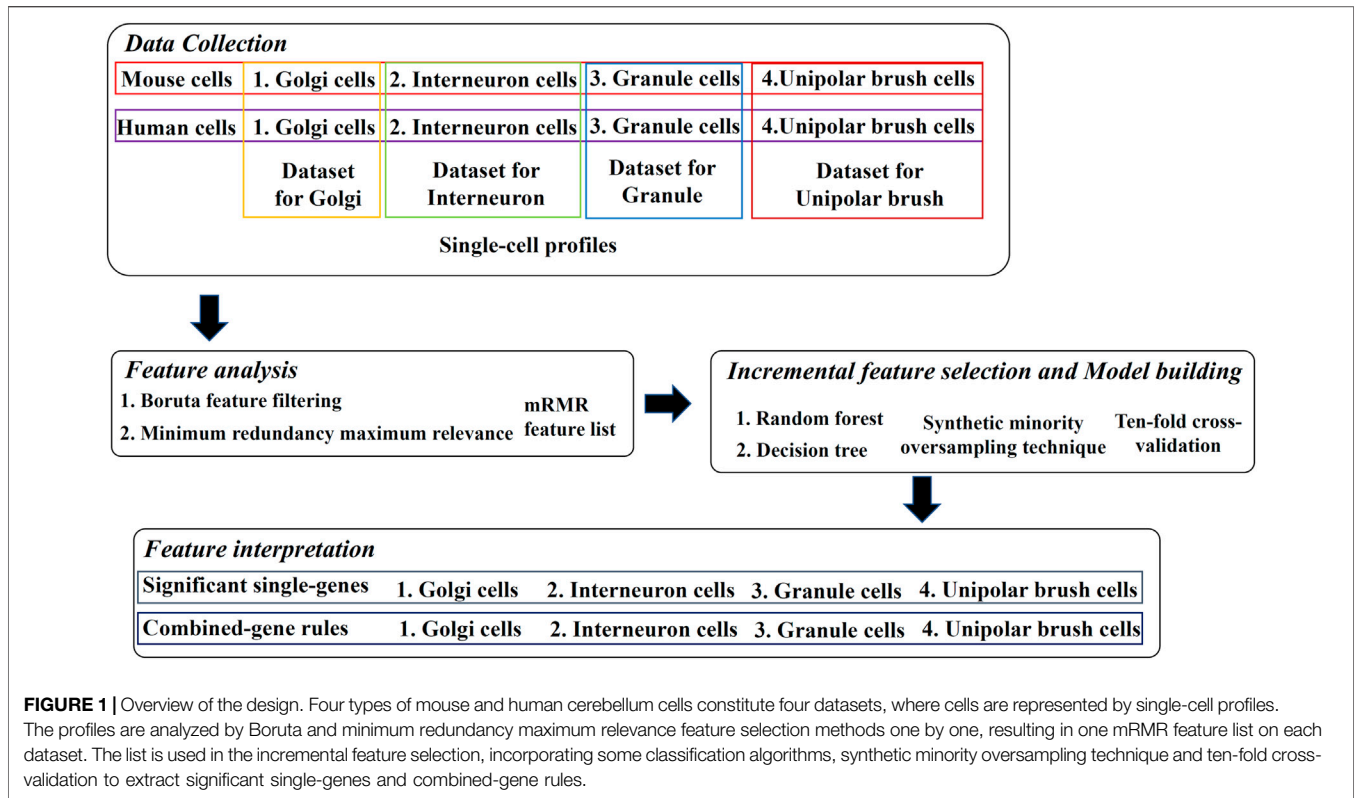 Data Collection
Mouse cells 1. Golgi cells 2. Interneuron cells 3. Granule cells 4.Unipolar brush cells
Human cells 1. Golgi cells 2. Interneuron cells 3. Granule cells 4.Unipolar brush cells
Dataset for Golgi
Dataset for Interneuron
Dataset for Granule
Dataset for Unipolar brush
Single-cell profiles
Feature analysis
1. Boruta feature filtering
2. Minimum redundancy maximum relevance
mRMR feature list
Incremental feature selection and Model building
1. Random forest
2. Decision tree
Synthetic minority oversampling technique
Ten-fold cross-validation
Feature interpretation
Significant single-genes 1. Golgi cells 2. Interneuron cells 3. Granule cells 4. Unipolar brush cells
Combined-gene rules 1. Golgi cells 2. Interneuron cells 3. Granule cells 4. Unipolar brush cells
FIGURE 1 | Overview of the design. Four types of mouse and human cerebellum cells constitute four datasets, where cells are represented by single-cell profiles.
The profiles are analyzed by Boruta and minimum redundancy maximum relevance feature selection methods one by one, resulting in one mRMR feature list on each
dataset. The list is used in the incremental feature selection, incorporating some classification algorithms, synthetic minority oversampling technique and ten-fold cross-
validation to extract significant single-genes and combined-gene rules.